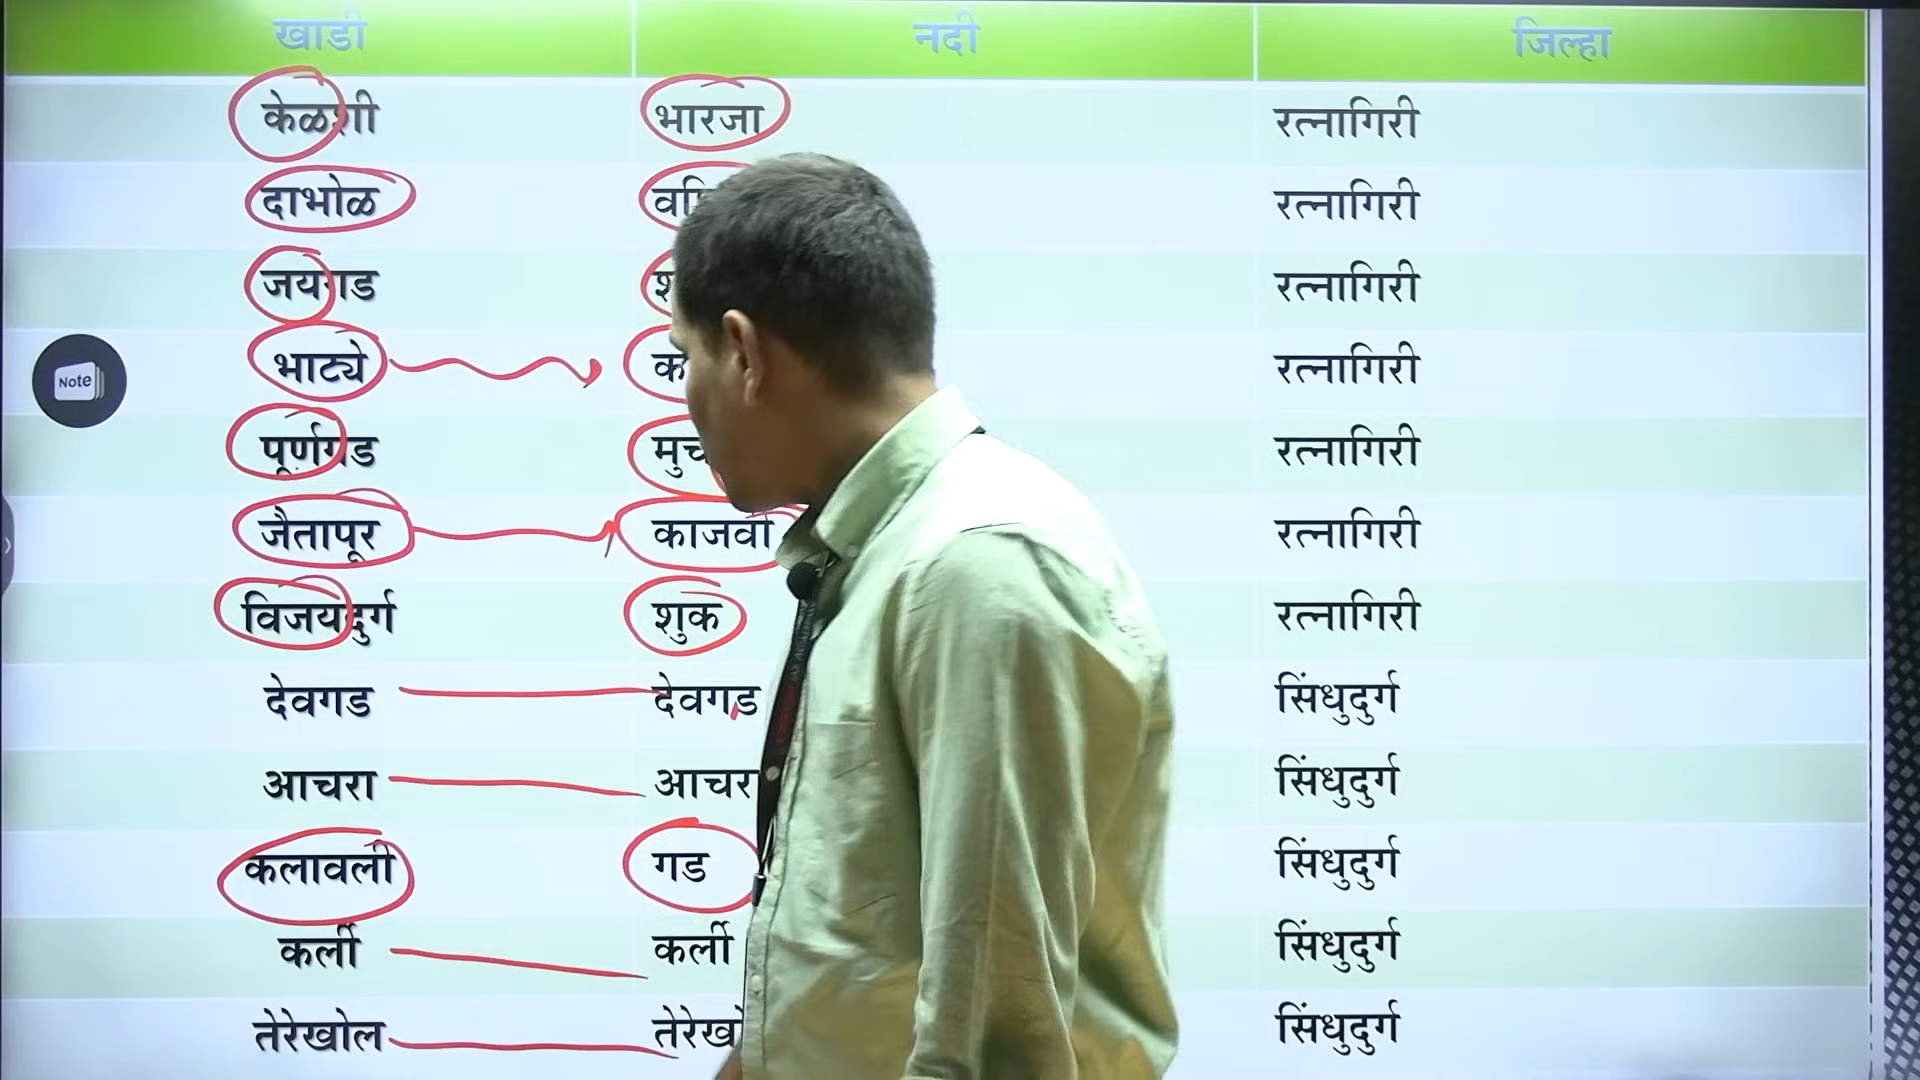 खाडी नदी जिल्हा
केळशी भारजा रत्नागिरी
दाभोळ रत्नागिरी
जयगड रत्नागिरी
भाट्ये रत्नागिरी
पूर्णगड रत्नागिरी
जैतापूर काजवी रत्नागिरी
विजयदुर्ग शुक रत्नागिरी
देवगड देवगड सिंधुदुर्ग
आचरा आचरा सिंधुदुर्ग
कलावली गड सिंधुदुर्ग
कर्ली कर्ली सिंधुदुर्ग
तेरेखोल सिंधुदुर्ग
Note